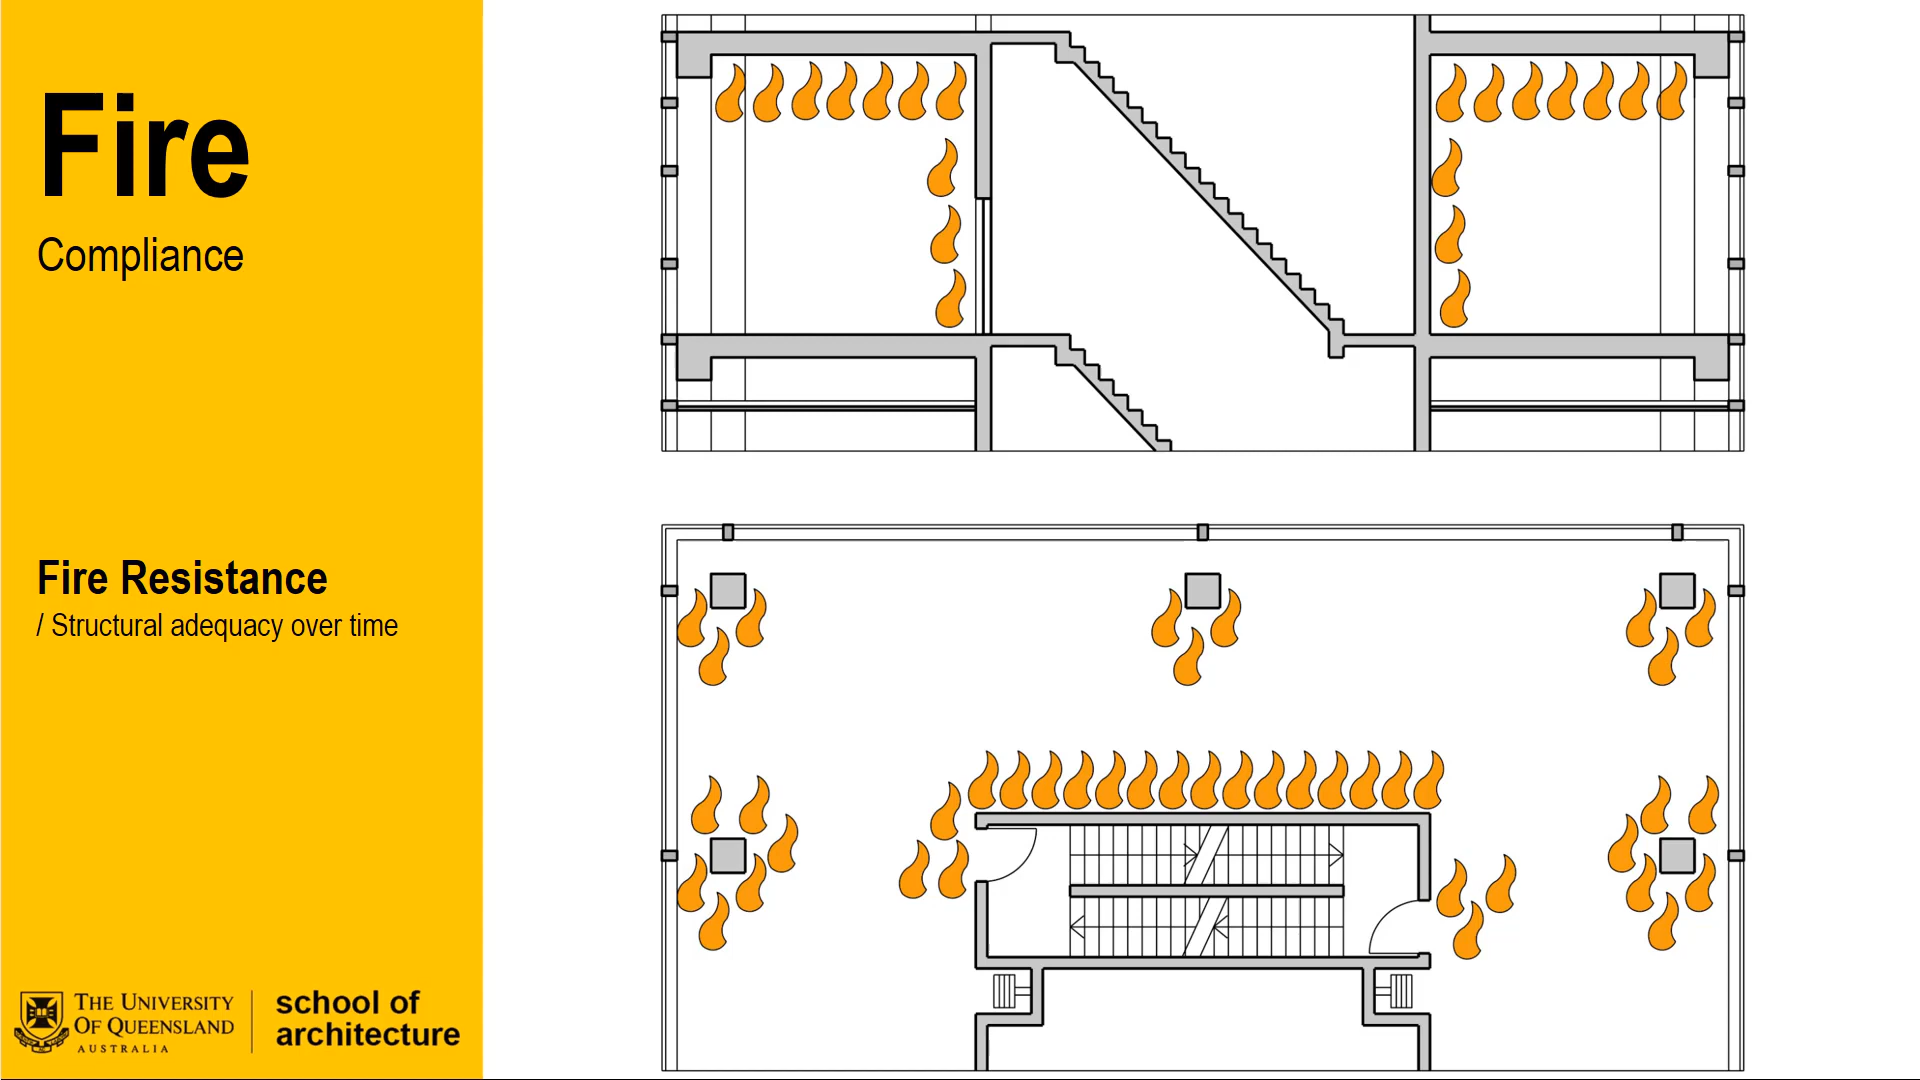 Fire
Compliance
Fire Resistance
/ Structural adequacy over time
THE UNIVERSITY
OF QUEENSLAND
AUSTRALIA
school of
architecture